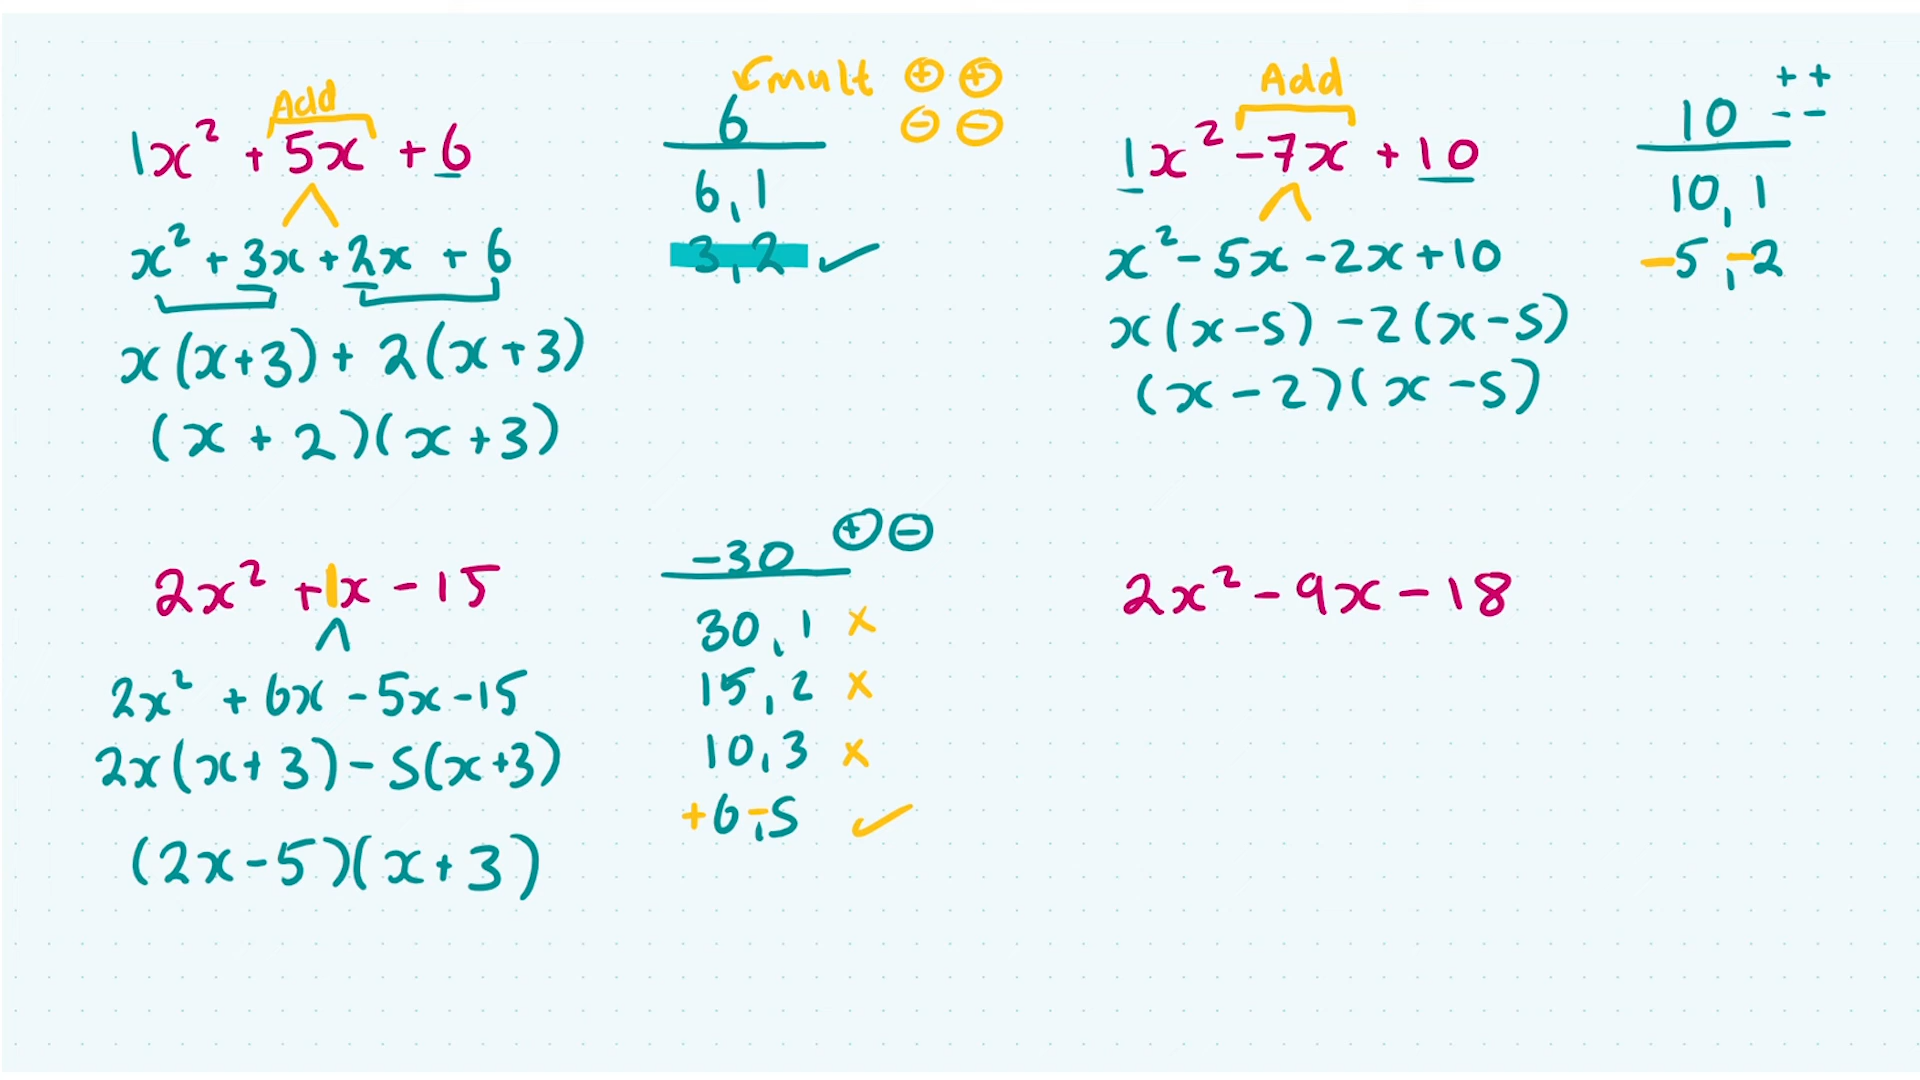 Add
1x² + 5x + 6
x² + 3x + 2x + 6
x(x+3) + 2(x+3)
(x + 2)(x + 3)
mult + +
6 - -
6, 1
3, 2 ✓
Add
1x² - 7x + 10
x² - 5x - 2x + 10
x(x-5) - 2(x-5)
(x - 2)(x - 5)
+ +
10 - -
10, 1
-5, -2
2x² + 1x - 15
2x² + 6x - 5x - 15
2x(x+3) - 5(x+3)
(2x - 5)(x + 3)
-30 + -
30, 1 x
15, 2 x
10, 3 x
+6, -5 ✓
2x² - 9x - 18